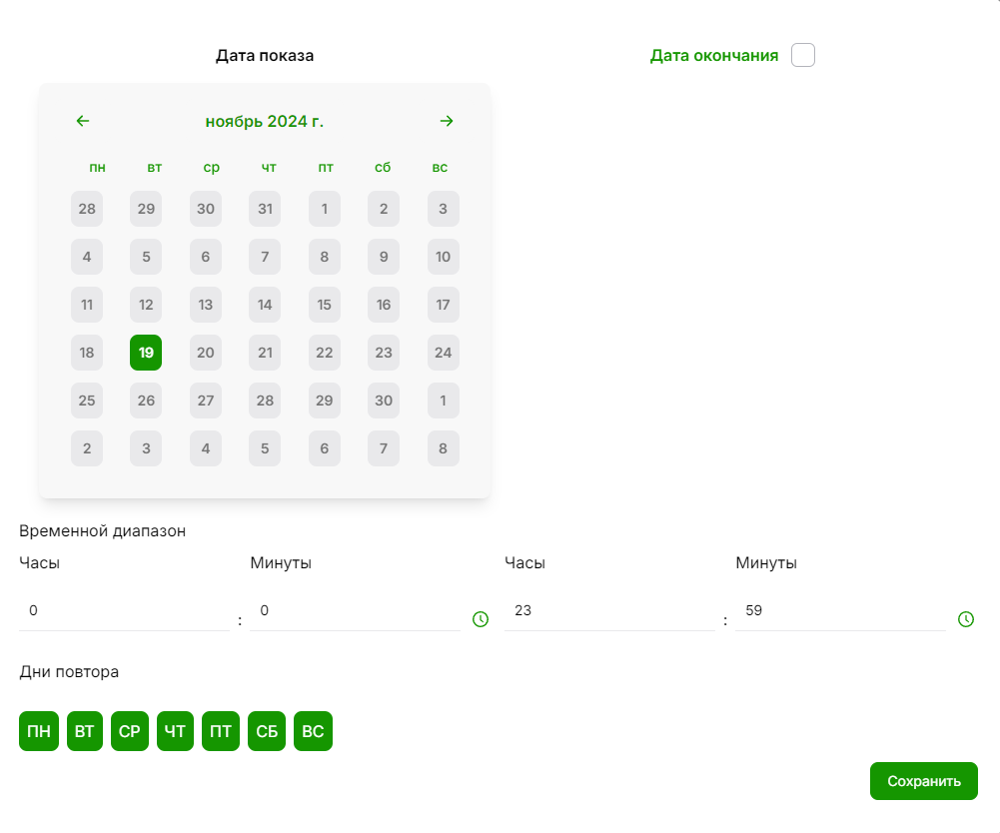 Дата показа Дата окончания
ноябрь 2024 г.
пн вт ср чт пт сб вс
28 29 30 31 1 2 3
4 5 6 7 8 9 10
11 12 13 14 15 16 17
18 19 20 21 22 23 24
25 26 27 28 29 30 1
2 3 4 5 6 7 8
Временной диапазон
Часы Минуты Часы Минуты
0 : 0 23 : 59
Дни повтора
ПН ВТ СР ЧТ ПТ СБ ВС
Сохранить